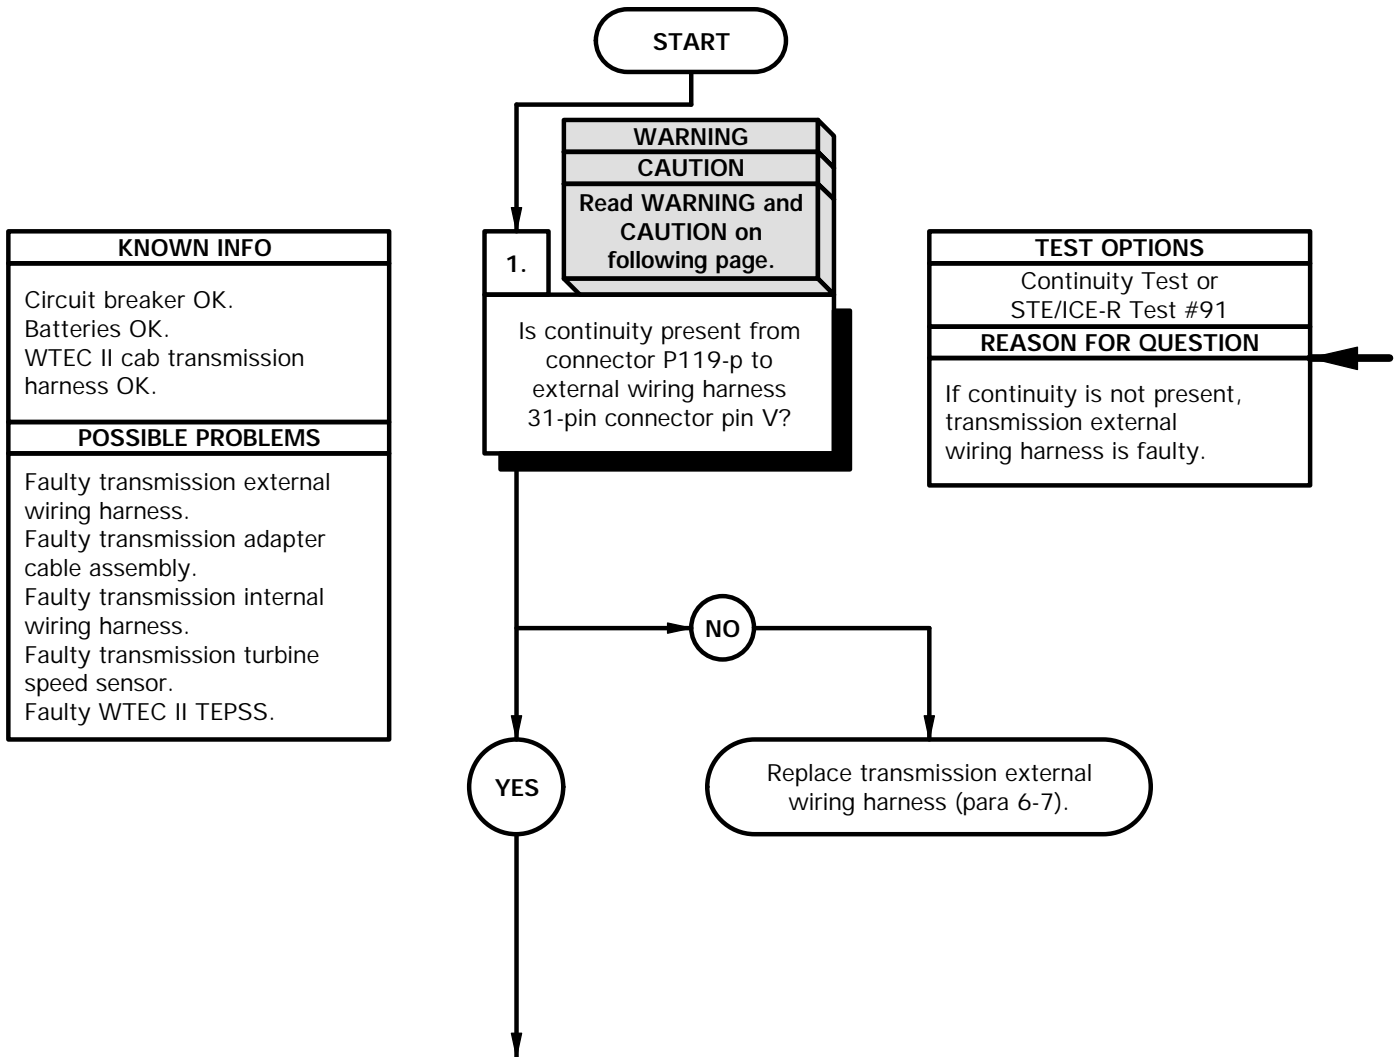 START
WARNING
CAUTION
Read WARNING and
CAUTION on
following page.
1.
Is continuity present from
connector P119-p to
external wiring harness
31-pin connector pin V?
KNOWN INFO
Circuit breaker OK.
Batteries OK.
WTEC II cab transmission
harness OK.
POSSIBLE PROBLEMS
Faulty transmission external
wiring harness.
Faulty transmission adapter
cable assembly.
Faulty transmission internal
wiring harness.
Faulty transmission turbine
speed sensor.
Faulty WTEC II TEPSS.
TEST OPTIONS
Continuity Test or
STE/ICE-R Test #91
REASON FOR QUESTION
If continuity is not present,
transmission external
wiring harness is faulty.
NO
YES
Replace transmission external
wiring harness (para 6-7).